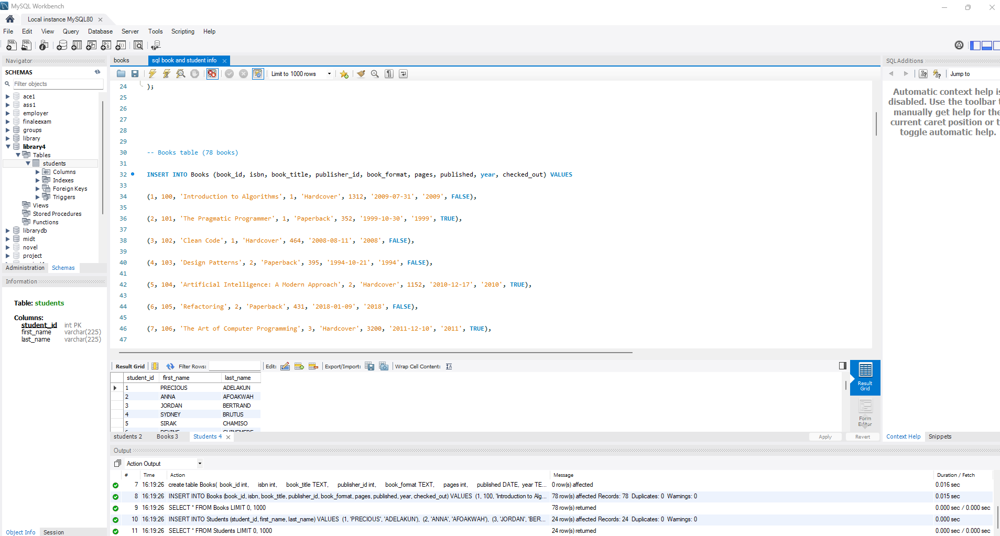 MySQL Workbench
Local instance MySQL80
File Edit View Query Database Server Tools Scripting Help
Navigator
SCHEMAS
Filter objects
ace1
ass1
employer
finaleexam
groups
library
library4
Tables
students
Columns
Indexes
Foreign Keys
Triggers
Views
Stored Procedures
Functions
librarydb
midt
novel
project
Administration Schemas
Information
Table: students
Columns:
student_id int PK
first_name varchar(225)
last_name varchar(225)
Object Info Session
books sql book and student info
Limit to 1000 rows
24 );
25
26
27
28
29
30 -- Books table (78 books)
31
32 INSERT INTO Books (book_id, isbn, book_title, publisher_id, book_format, pages, published, year, checked_out) VALUES
33
34 (1, 100, 'Introduction to Algorithms', 1, 'Hardcover', 1312, '2009-07-31', '2009', FALSE),
35
36 (2, 101, 'The Pragmatic Programmer', 1, 'Paperback', 352, '1999-10-30', '1999', TRUE),
37
38 (3, 102, 'Clean Code', 1, 'Hardcover', 464, '2008-08-11', '2008', FALSE),
39
40 (4, 103, 'Design Patterns', 2, 'Paperback', 395, '1994-10-21', '1994', FALSE),
41
42 (5, 104, 'Artificial Intelligence: A Modern Approach', 2, 'Hardcover', 1152, '2010-12-17', '2010', TRUE),
43
44 (6, 105, 'Refactoring', 2, 'Paperback', 431, '2018-01-09', '2018', FALSE),
45
46 (7, 106, 'The Art of Computer Programming', 3, 'Hardcover', 3200, '2011-12-10', '2011', TRUE),
47
Result Grid Filter Rows: Edit: Export/Import: Wrap Cell Content:
student_id first_name last_name
1 PRECIOUS ADELAKUN
2 ANNA AFOAKWAH
3 JORDAN BERTRAND
4 SYDNEY BRUTUS
5 SIRAK CHAMISO
Result Grid
Form Editor
students 2 Books 3 Students 4
Apply Revert
SQLAdditions
Jump to
Automatic context help is
disabled. Use the toolbar t
manually get help for the
current caret position or t
toggle automatic help.
Context Help Snippets
Output
Action Output
# Time Action Message Duration / Fetch
7 16:19:26 create table Books( book_id int, isbn int, book_title TEXT, publisher_id int, book_format TEXT, pages int, published DATE, year TE... 0 row(s) affected 0.016 sec
8 16:19:26 INSERT INTO Books (book_id, isbn, book_title, publisher_id, book_format, pages, published, year, checked_out) VALUES (1, 100, 'Introduction to Alg... 78 row(s) affected Records: 78 Duplicates: 0 Warnings: 0 0.015 sec
9 16:19:26 SELECT * FROM Books LIMIT 0, 1000 78 row(s) returned 0.000 sec / 0.000 sec
10 16:19:26 INSERT INTO Students (student_id, first_name, last_name) VALUES (1, 'PRECIOUS', 'ADELAKUN'), (2, 'ANNA', 'AFOAKWAH'), (3, 'JORDAN', 'BER... 24 row(s) affected Records: 24 Duplicates: 0 Warnings: 0 0.000 sec
11 16:19:26 SELECT * FROM Students LIMIT 0, 1000 24 row(s) returned 0.000 sec / 0.000 sec